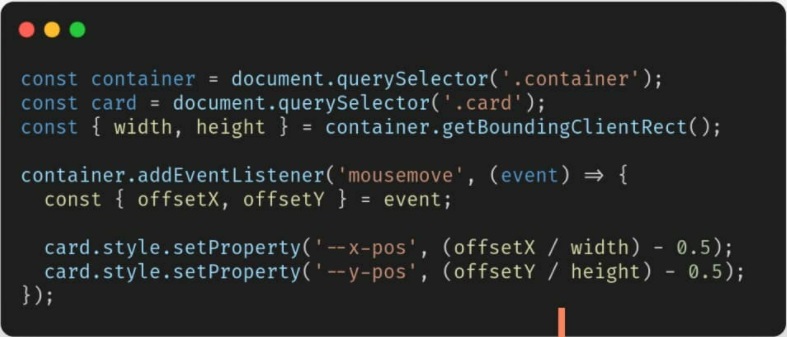 const container = document.querySelector('.container');
const card = document.querySelector('.card');
const { width, height } = container.getBoundingClientRect();
container.addEventListener('mousemove', (event) => {
const { offsetX, offsetY } = event;
card.style.setProperty('--x-pos', (offsetX / width) - 0.5);
card.style.setProperty('--y-pos', (offsetY / height) - 0.5);
});